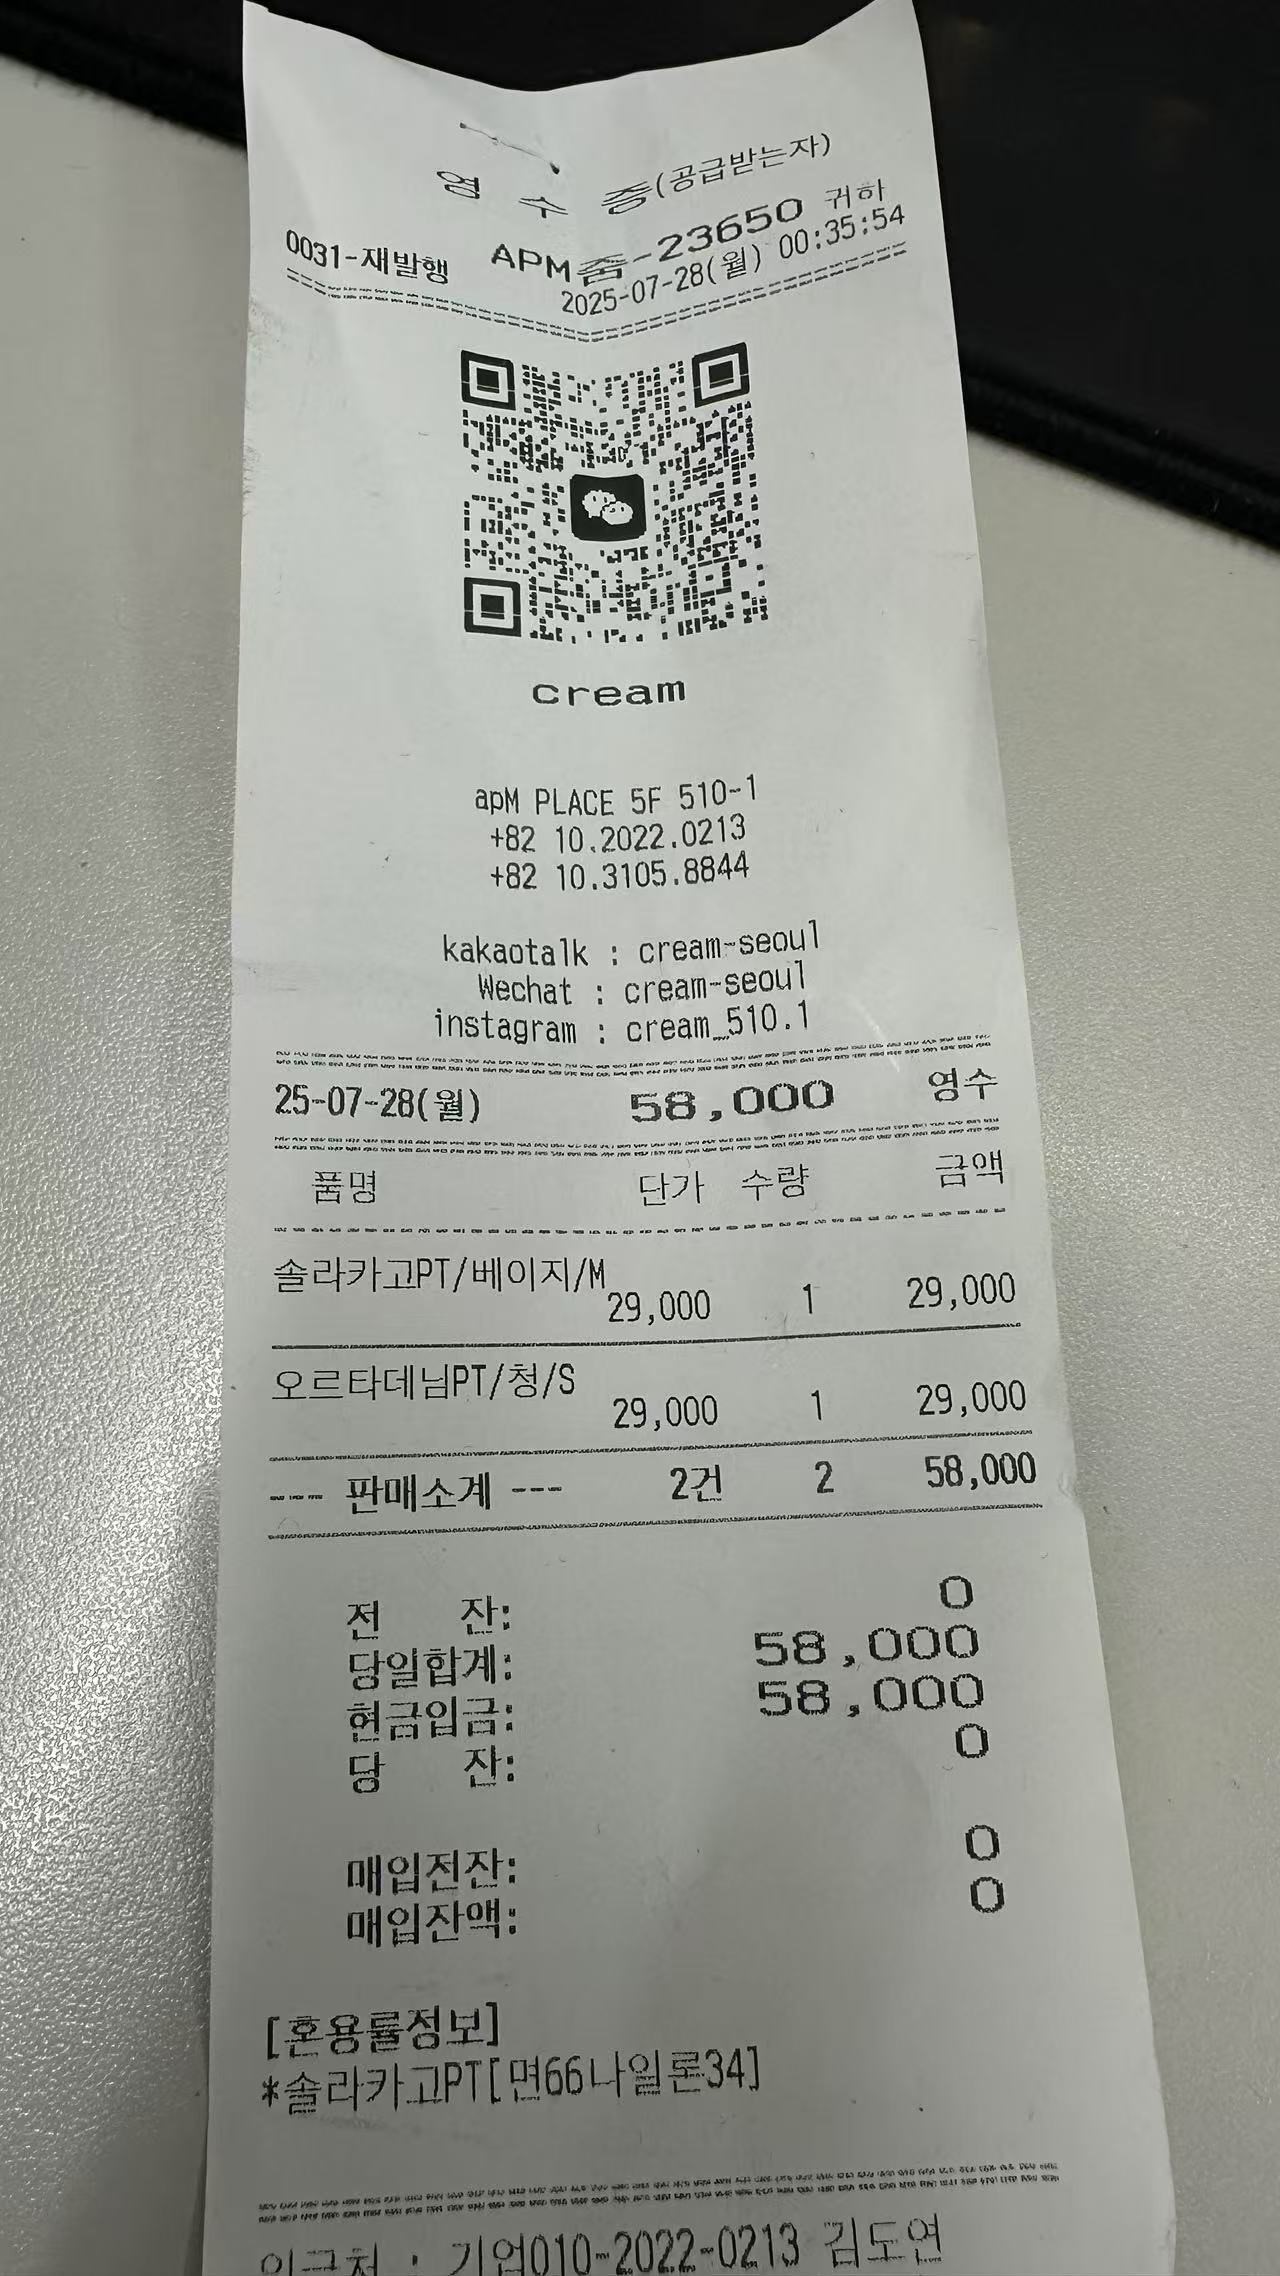 영 수 증(공급받는자)
APM줌-23650 귀하
0031-재발행 2025-07-28(월) 00:35:54
cream
apM PLACE 5F 510-1
+82 10.2022.0213
+82 10.3105.8844
kakaotalk : cream-seoul
Wechat : cream-seoul
instagram : cream_510.1
25-07-28(월) 58,000 영수
품명 단가 수량 금액
솔라카고PT/베이지/M
29,000 1 29,000
오르타데님PT/청/S
29,000 1 29,000
--- 판매소계 --- 2건 2 58,000
전 잔: 0
당일합계: 58,000
현금입금: 58,000
당 잔: 0
매입전잔: 0
매입잔액: 0
[혼용률정보]
*솔라카고PT[면66나일론34]
입금처 : 기업010-2022-0213 김도연